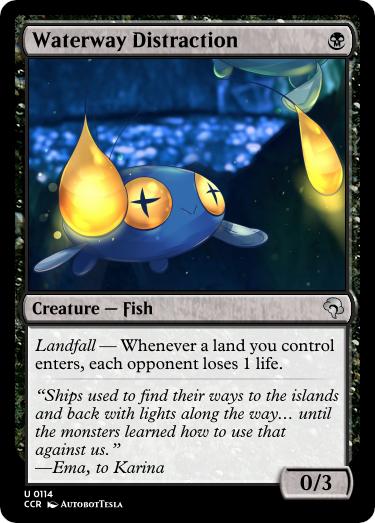 Waterway Distraction
Creature — Fish
Landfall — Whenever a land you control
enters, each opponent loses 1 life.
“Ships used to find their ways to the islands
and back with lights along the way… until
the monsters learned how to use that
against us.”
—Ema, to Karina
0/3
U 0114
CCR AUTOBOTTESLA